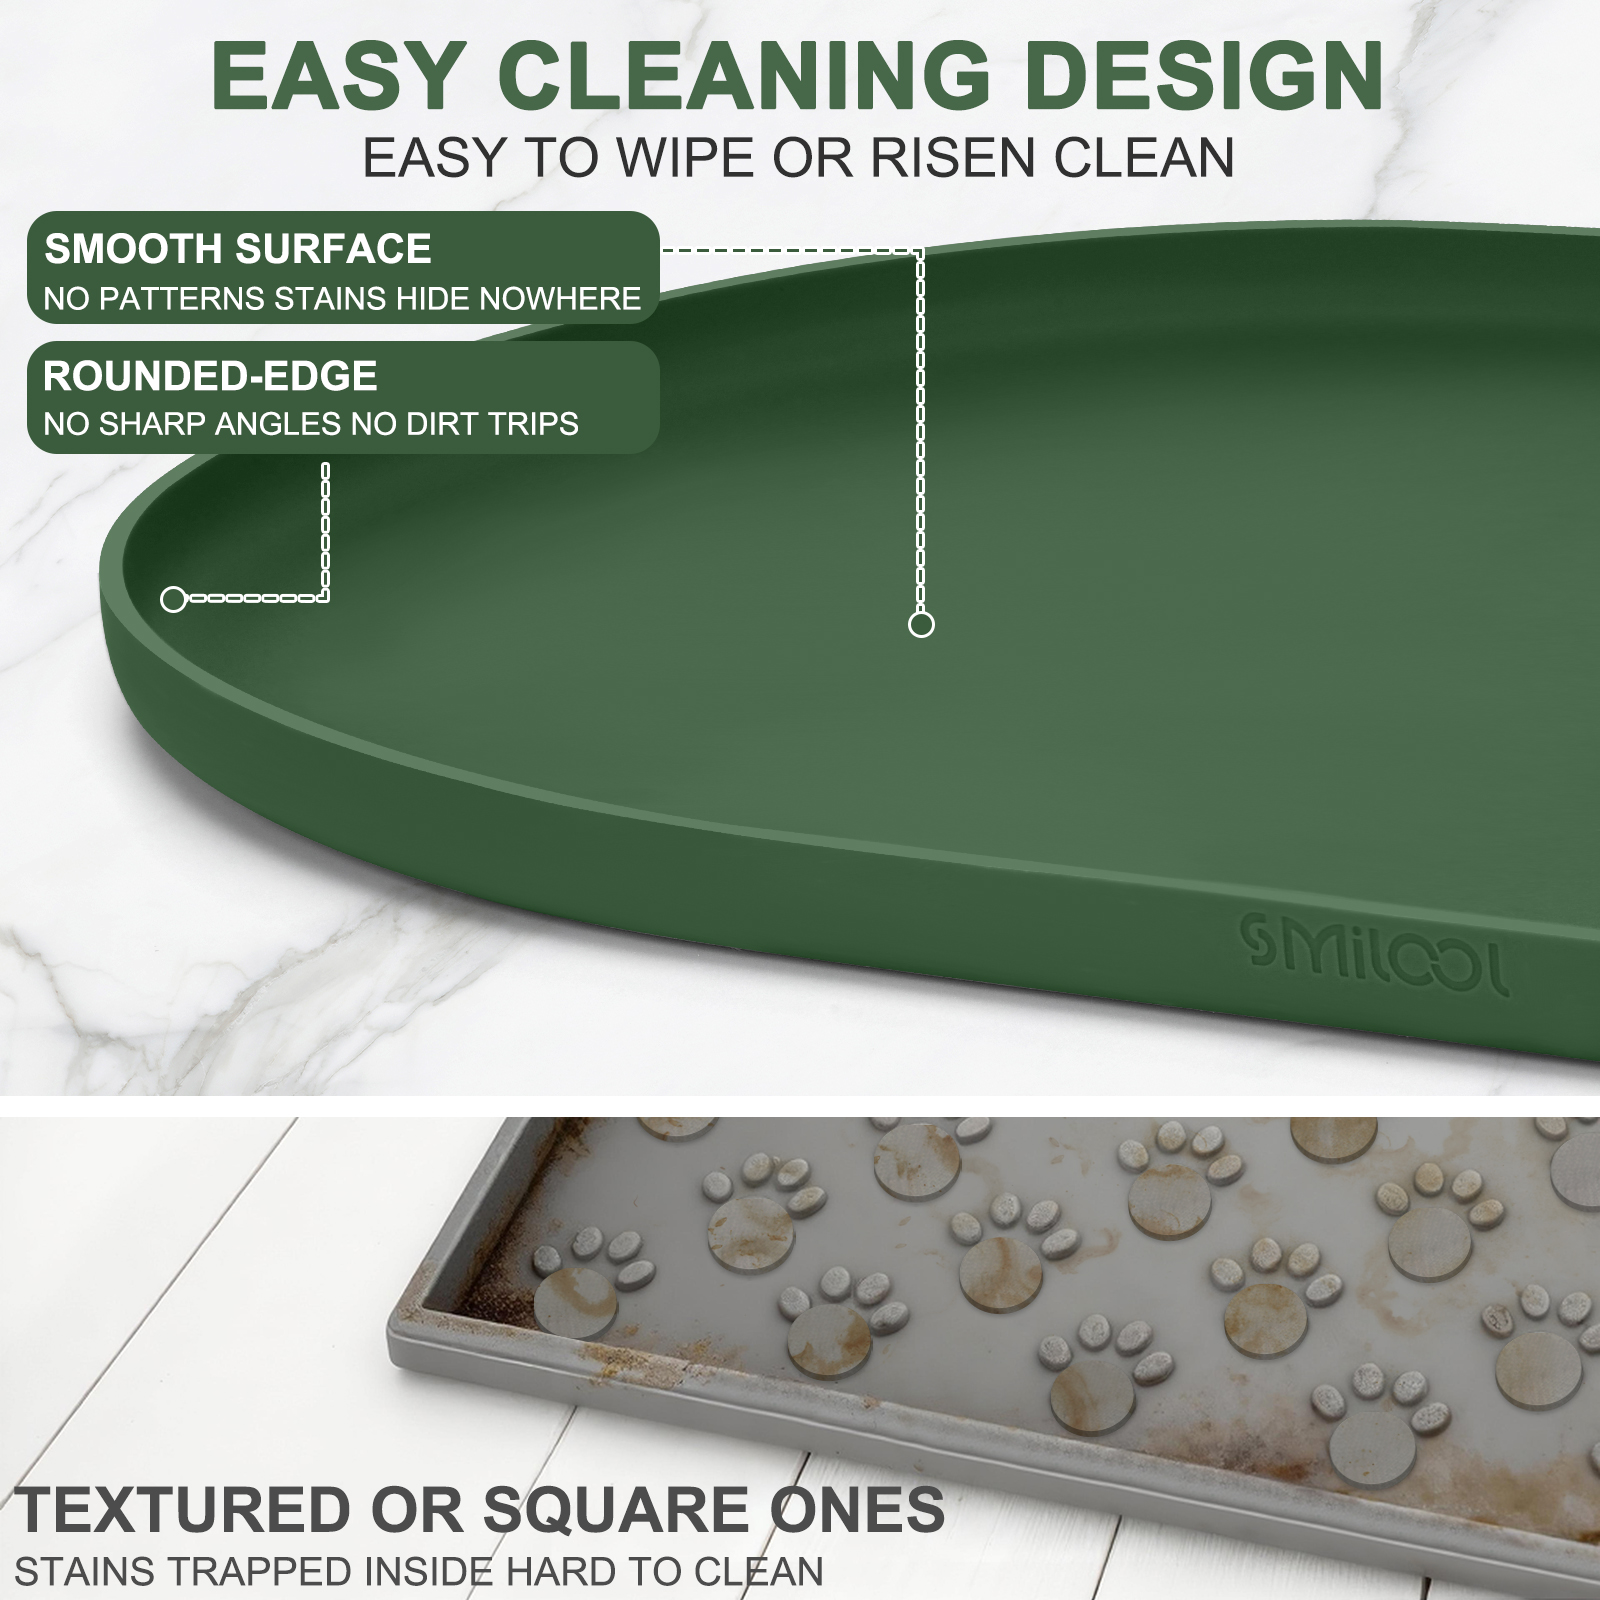 EASY CLEANING DESIGN
EASY TO WIPE OR RISEN CLEAN
SMOOTH SURFACE
NO PATTERNS STAINS HIDE NOWHERE
ROUNDED-EDGE
NO SHARP ANGLES NO DIRT TRIPS
SMilOOl
TEXTURED OR SQUARE ONES
STAINS TRAPPED INSIDE HARD TO CLEAN